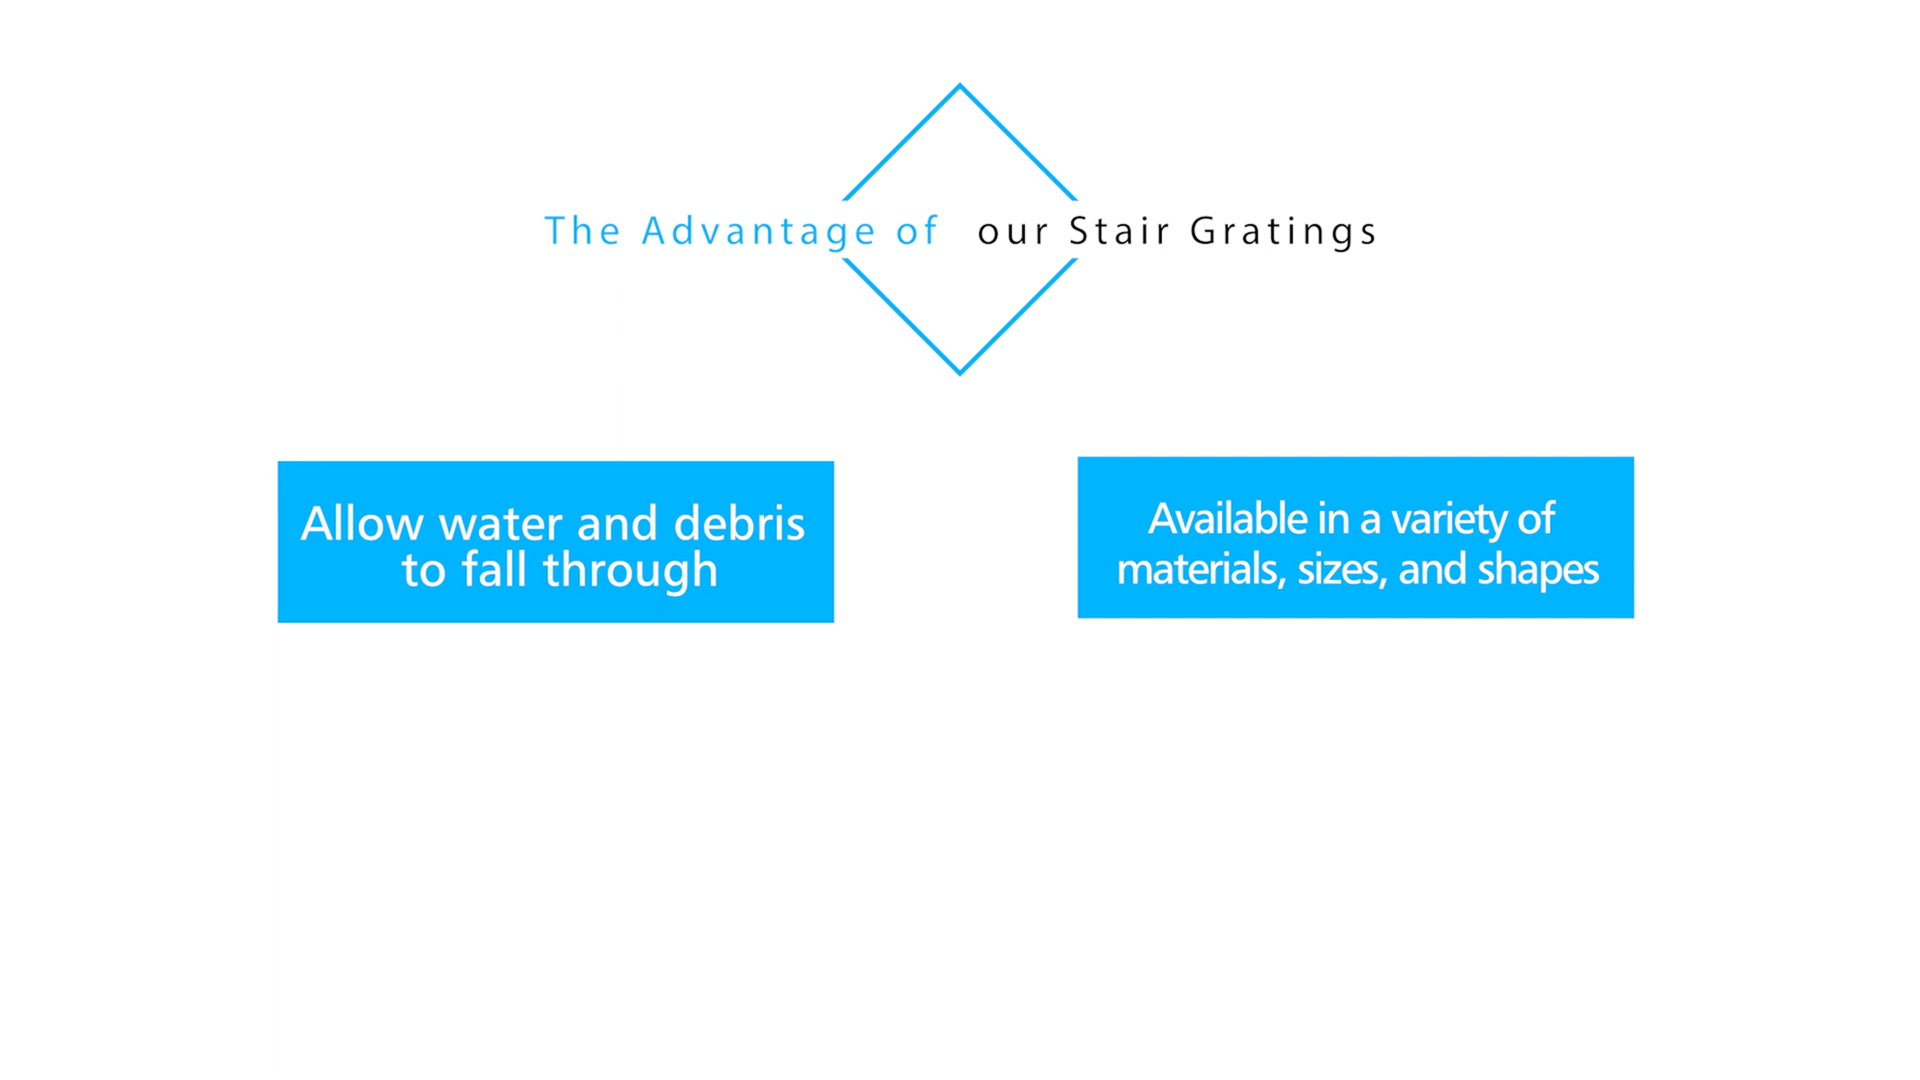 The Advantage of our Stair Gratings
Allow water and debris
to fall through
Available in a variety of
materials, sizes, and shapes